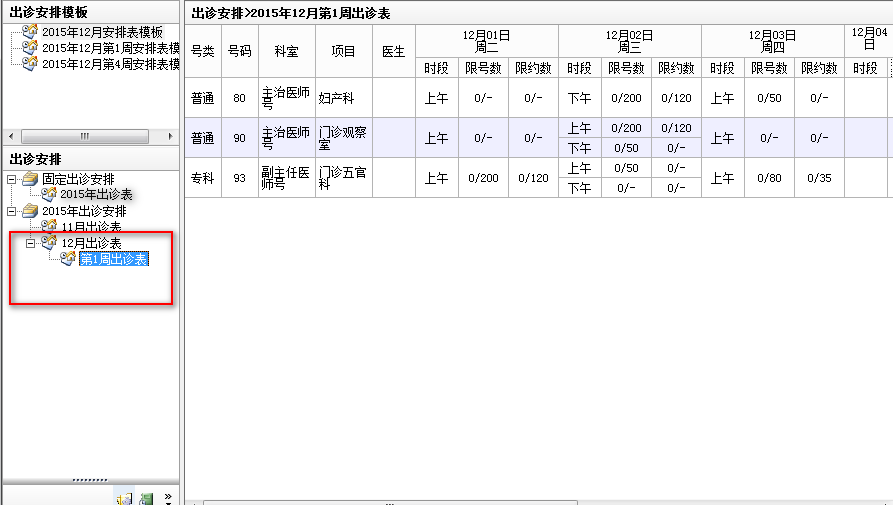 出诊安排模板
2015年12月安排表模板
2015年12月第1周安排表模
2015年12月第4周安排表模
出诊安排
固定出诊安排
2015年出诊表
2015年出诊安排
11月出诊表
12月出诊表
第1周出诊表
出诊安排>2015年12月第1周出诊表
号类 号码 科室 项目 医生 12月01日 周二 12月02日 周三 12月03日 周四 12月04日
时段 限号数 限约数 时段 限号数 限约数 时段 限号数 限约数 时段
普通 80 主治医师号 妇产科 上午 0/- 0/- 下午 0/200 0/120 上午 0/50 0/-
普通 90 主治医师号 门诊观察室 上午 0/- 0/- 上午 0/200 0/120 上午 0/- 0/-
下午 0/50 0/-
专科 93 副主任医师号 门诊五官科 上午 0/200 0/120 上午 0/50 0/- 上午 0/80 0/35
下午 0/- 0/-